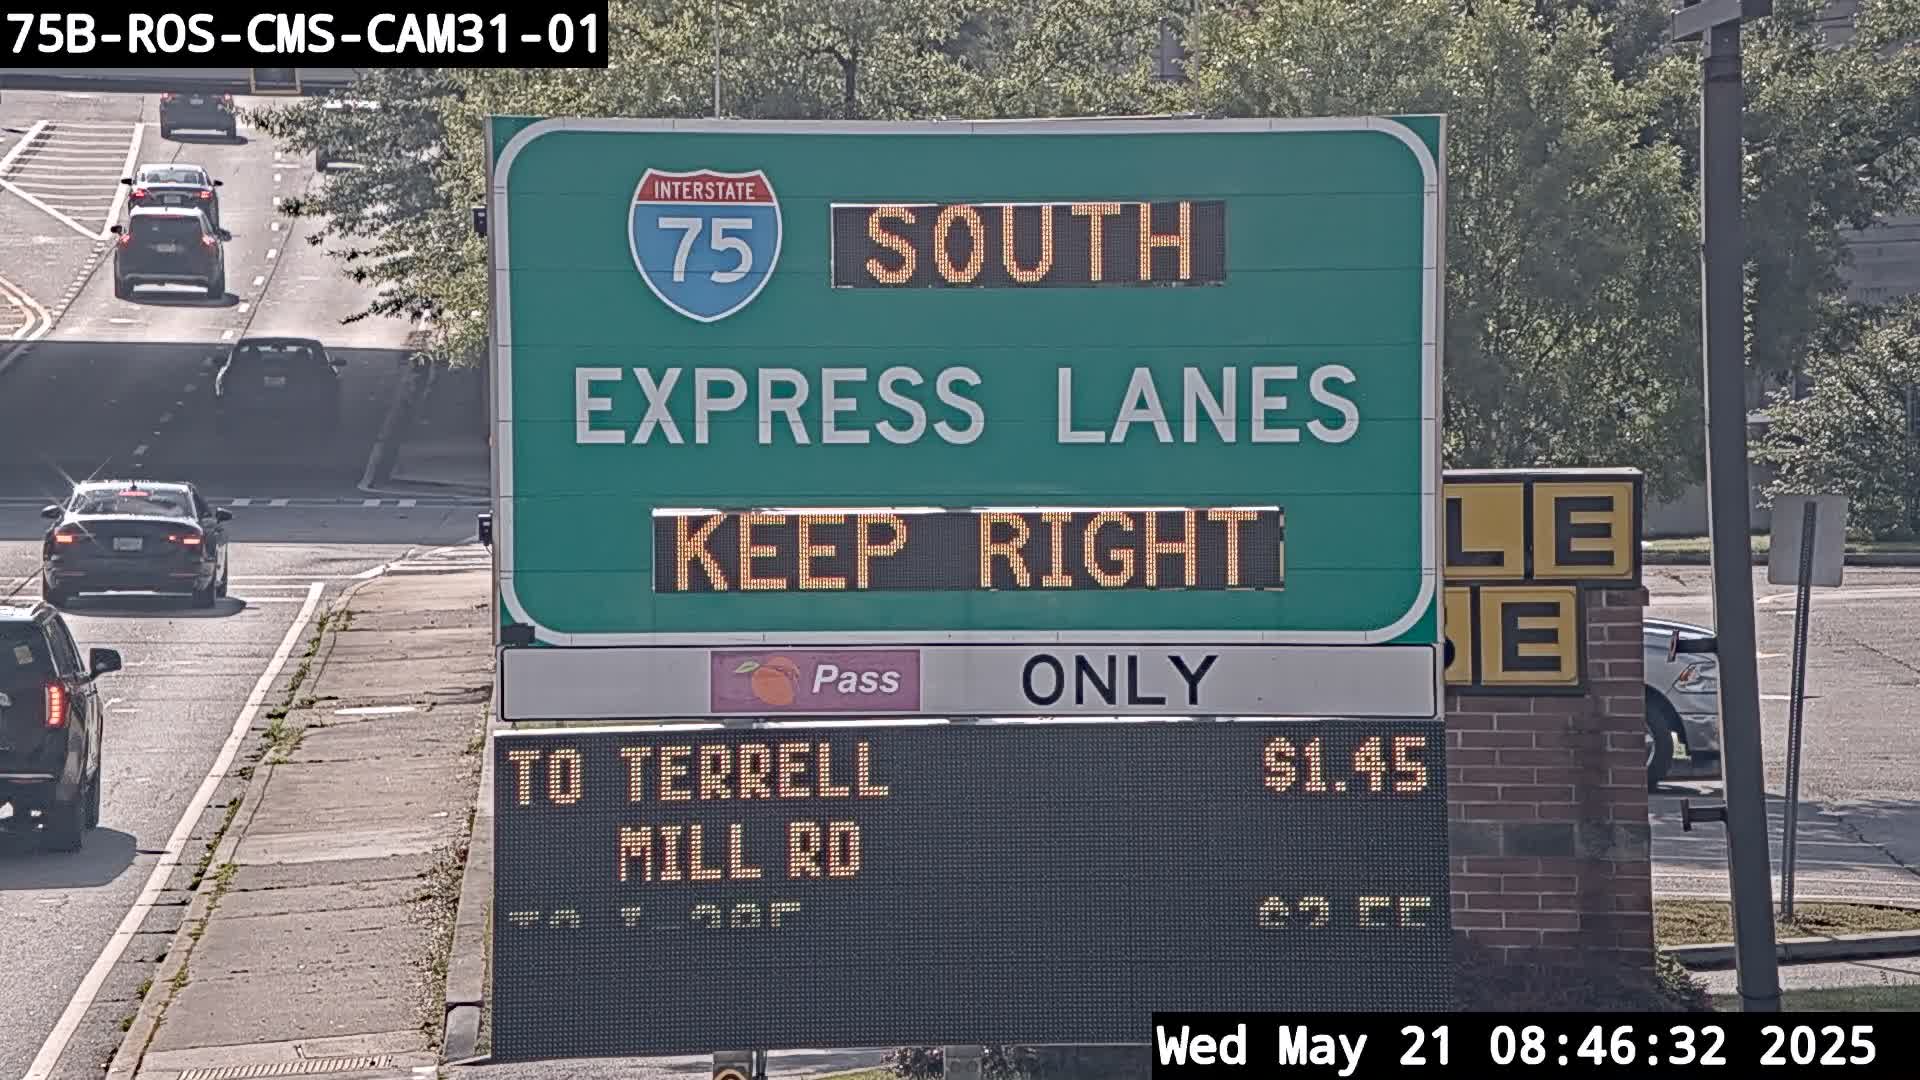 75B-ROS-CMS-CAM31-01
INTERSTATE
75
SOUTH
EXPRESS LANES
KEEP RIGHT
LE
E
Pass ONLY
TO TERRELL $1.45
MILL RD
Wed May 21 08:46:32 2025